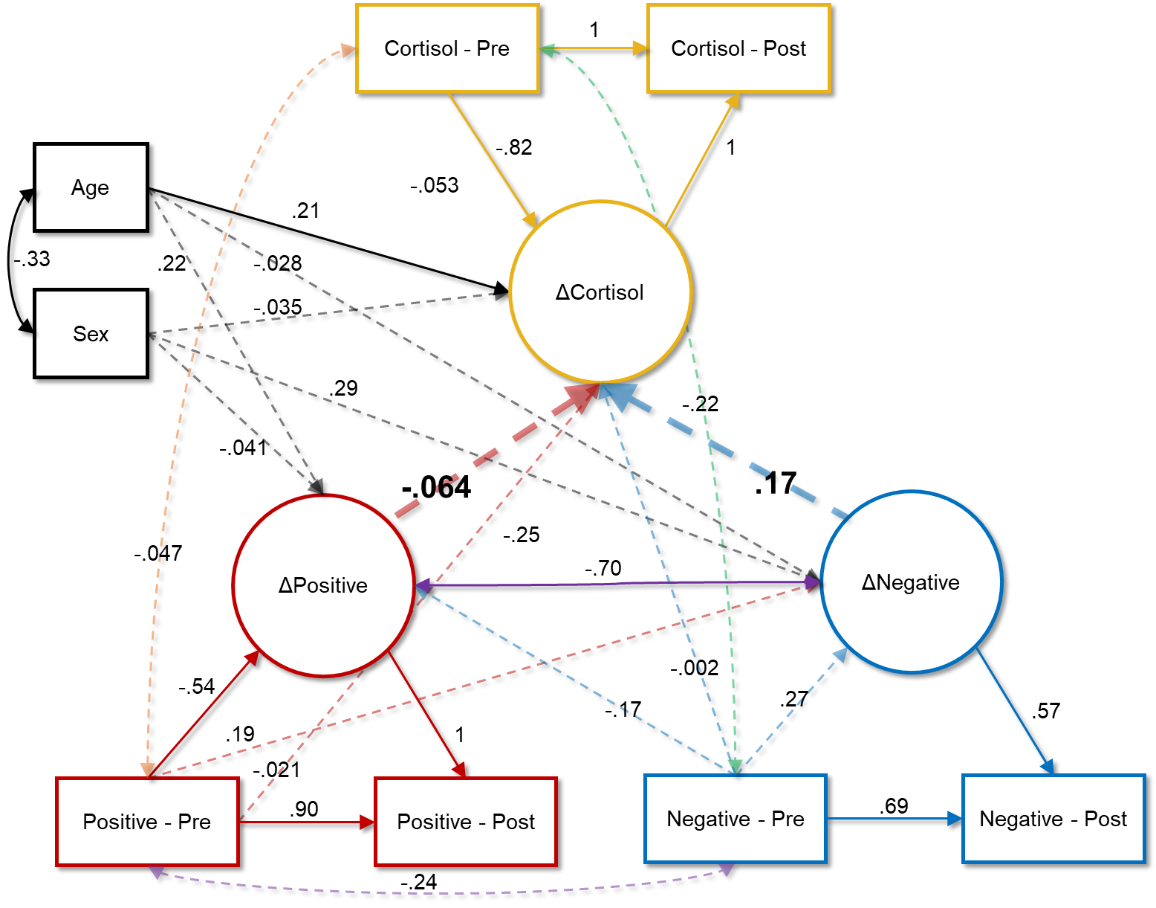 Cortisol - Pre
1
Cortisol - Post
-.82
1
-.053
Age
.21
-.33
.22
-.028
ΔCortisol
-.035
Sex
.29
-.22
-.041
-.064
.17
-.25
-.047
-.70
ΔPositive
ΔNegative
-.002
-.54
.27
-.17
.57
.19
1
-.021
.90
.69
Positive - Pre
Positive - Post
Negative - Pre
Negative - Post
-.24